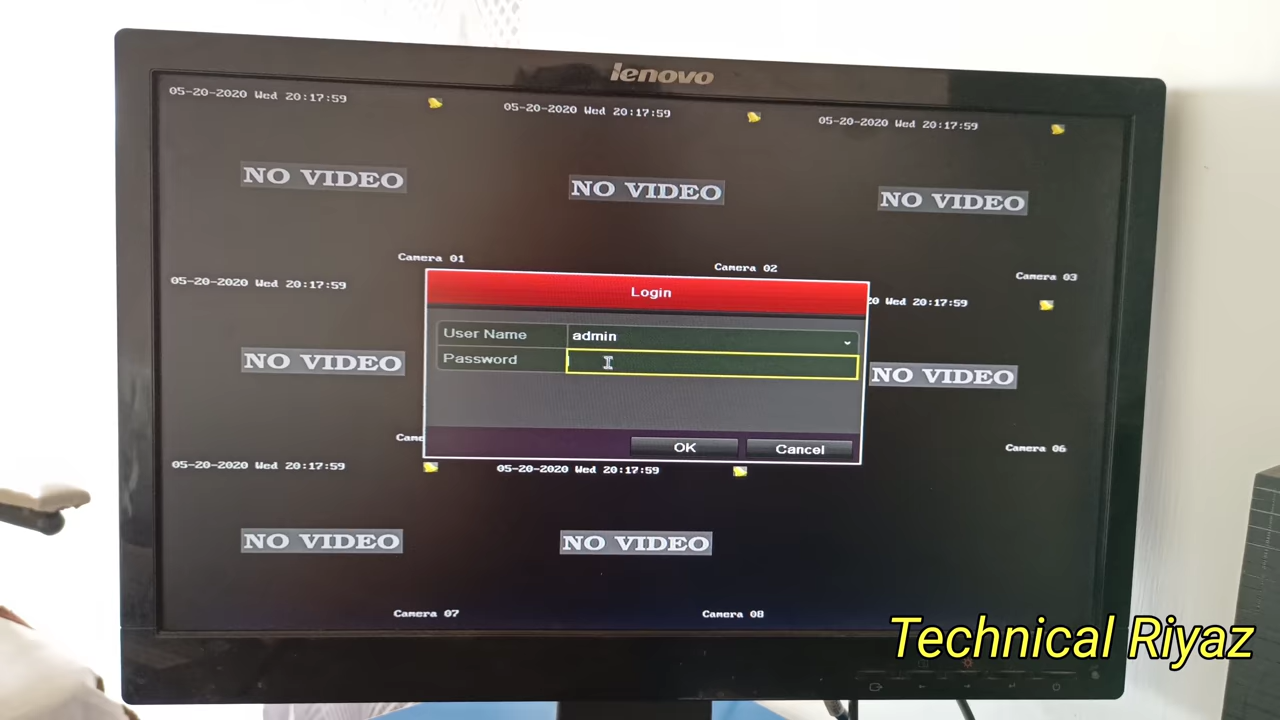 lenovo
05-20-2020 Wed 20:17:59
05-20-2020 Wed 20:17:59
05-20-2020 Wed 20:17:59
NO VIDEO
NO VIDEO
NO VIDEO
Camera 01
Camera 02
Camera 03
05-20-2020 Wed 20:17:59
0 Wed 20:17:59
Login
User Name admin
Password
NO VIDEO
NO VIDEO
OK Cancel
Came
Camera 06
05-20-2020 Wed 20:17:59
05-20-2020 Wed 20:17:59
NO VIDEO
NO VIDEO
Camera 07
Camera 08
Technical Riyaz